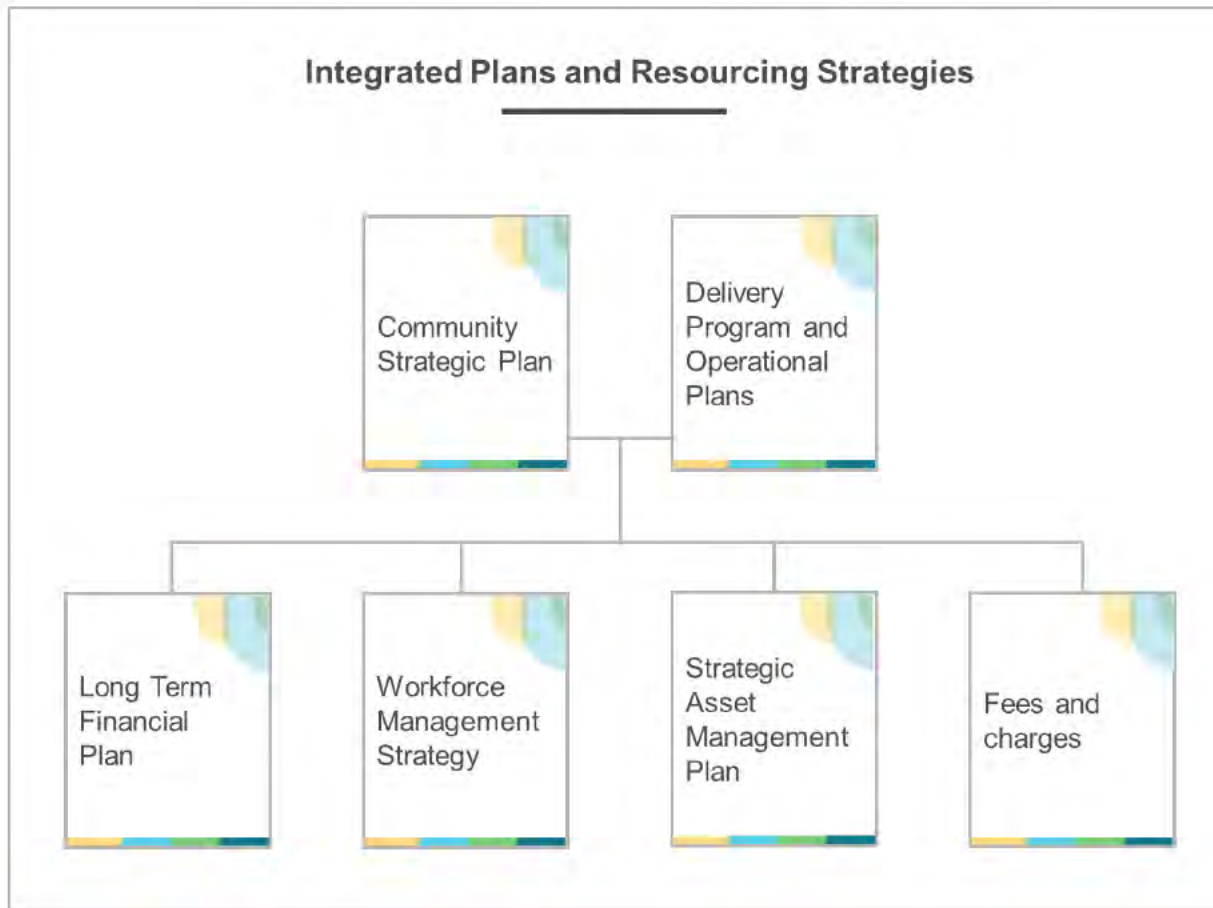 Integrated Plans and Resourcing Strategies
Community
Strategic Plan
Delivery
Program and
Operational
Plans
Long Term
Financial
Plan
Workforce
Management
Strategy
Strategic
Asset
Management
Plan
Fees and
charges